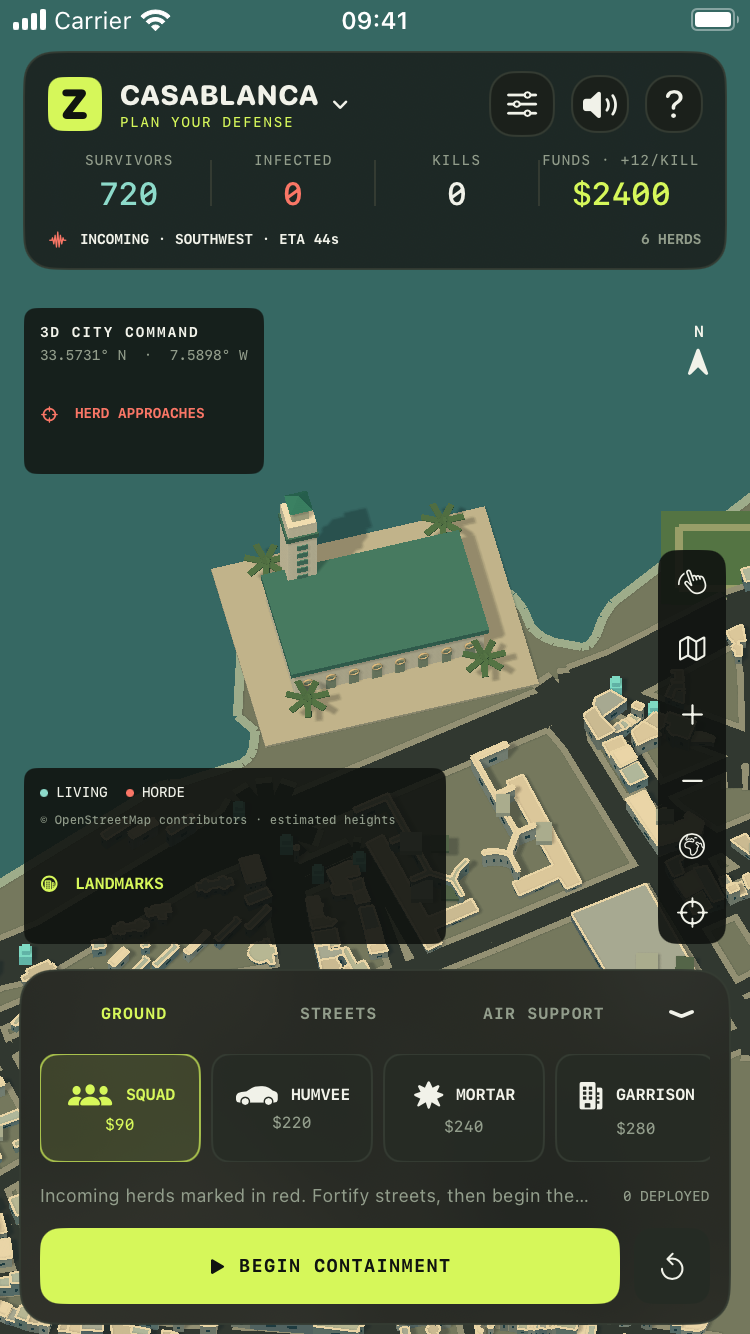 Carrier 09:41
Z
CASABLANCA
PLAN YOUR DEFENSE
?
SURVIVORS INFECTED KILLS FUNDS · +12/KILL
720 0 0 $2400
INCOMING · SOUTHWEST · ETA 44s 6 HERDS
3D CITY COMMAND
33.5731° N · 7.5898° W
HERD APPROACHES
N
LIVING HORDE
© OpenStreetMap contributors · estimated heights
LANDMARKS
GROUND STREETS AIR SUPPORT
SQUAD HUMVEE MORTAR GARRISON
$90 $220 $240 $280
Incoming herds marked in red. Fortify streets, then begin the... 0 DEPLOYED
BEGIN CONTAINMENT